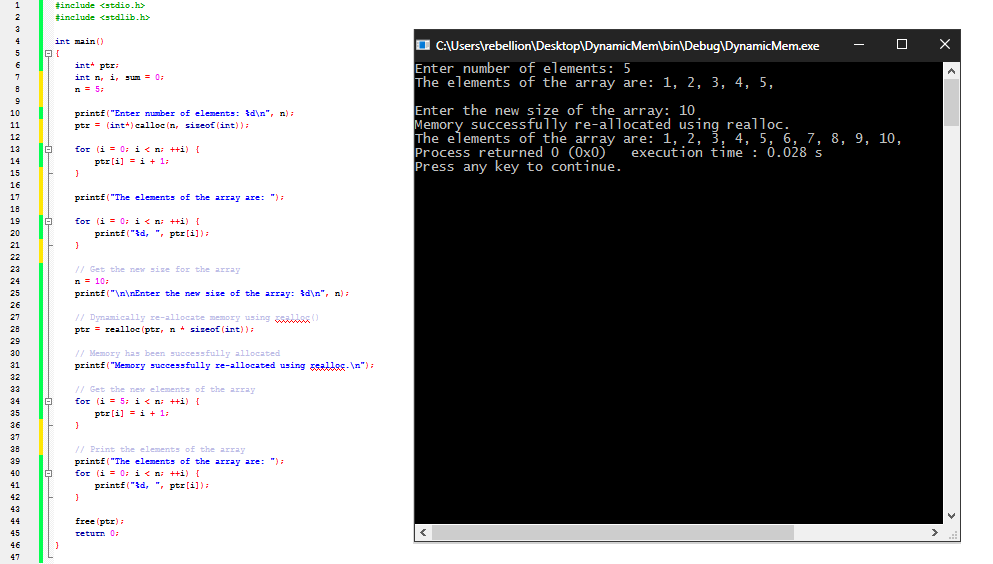 1 #include <stdio.h>
2 #include <stdlib.h>
3
4 int main()
5 {
6 int* ptr;
7 int n, i, sum = 0;
8 n = 5;
9
10 printf("Enter number of elements: %d\n", n);
11 ptr = (int*)calloc(n, sizeof(int));
12
13 for (i = 0; i < n; ++i) {
14 ptr[i] = i + 1;
15 }
16
17 printf("The elements of the array are: ");
18
19 for (i = 0; i < n; ++i) {
20 printf("%d, ", ptr[i]);
21 }
22
23 // Get the new size for the array
24 n = 10;
25 printf("\n\nEnter the new size of the array: %d\n", n);
26
27 // Dynamically re-allocate memory using realloc()
28 ptr = realloc(ptr, n * sizeof(int));
29
30 // Memory has been successfully allocated
31 printf("Memory successfully re-allocated using realloc.\n");
32
33 // Get the new elements of the array
34 for (i = 5; i < n; ++i) {
35 ptr[i] = i + 1;
36 }
37
38 // Print the elements of the array
39 printf("The elements of the array are: ");
40 for (i = 0; i < n; ++i) {
41 printf("%d, ", ptr[i]);
42 }
43
44 free(ptr);
45 return 0;
46 }
47
C:\Users\rebellion\Desktop\DynamicMem\bin\Debug\DynamicMem.exe
Enter number of elements: 5
The elements of the array are: 1, 2, 3, 4, 5,
Enter the new size of the array: 10
Memory successfully re-allocated using realloc.
The elements of the array are: 1, 2, 3, 4, 5, 6, 7, 8, 9, 10,
Process returned 0 (0x0) execution time : 0.028 s
Press any key to continue.